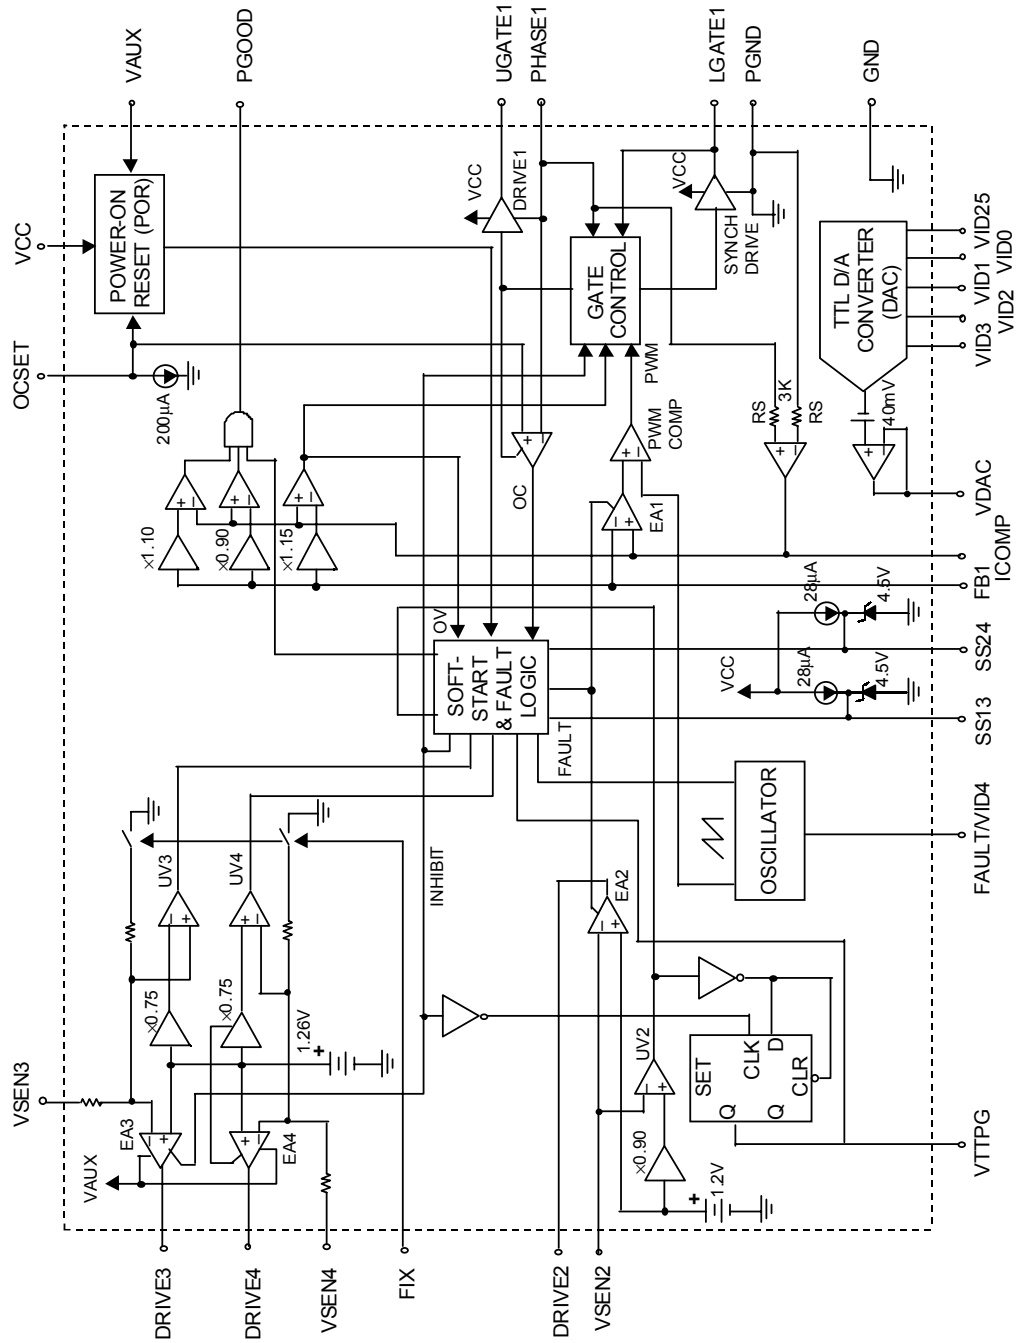 VSEN3
OCSET
VCC
VAUX
PGOOD
UGATE1
PHASE1
LGATE1
PGND
GND
DRIVE3
DRIVE4
VSEN4
FIX
DRIVE2
VSEN2
VTTPG
FAULT/VID4
SS13
SS24
FB1
ICOMP
VDAC
VID3
VID2
VID1
VID0
VID25
POWER-ON
RESET (POR)
200µA
×1.10
×0.90
×1.15
+
−
+
−
+
−
VCC
DRIVE1
+
−
OC
GATE
CONTROL
PWM
PWM
COMP
+
−
EA1
−
+
+
VCC
SYNCH
DRIVE
RS
3K
RS
+
−
TTL D/A
CONVERTER
(DAC)
40mV
+
−
OV
SOFT-
START
& FAULT
LOGIC
FAULT
INHIBIT
VCC
28µA
4.5V
28µA
4.5V
OSCILLATOR
UV3
−
+
UV4
+
−
×0.75
×0.75
1.26V
+
EA3
−
+
EA4
+
−
VAUX
EA2
−
+
UV2
−
+
×0.90
1.2V
+
SET
CLK
D
CLR
Q
Q